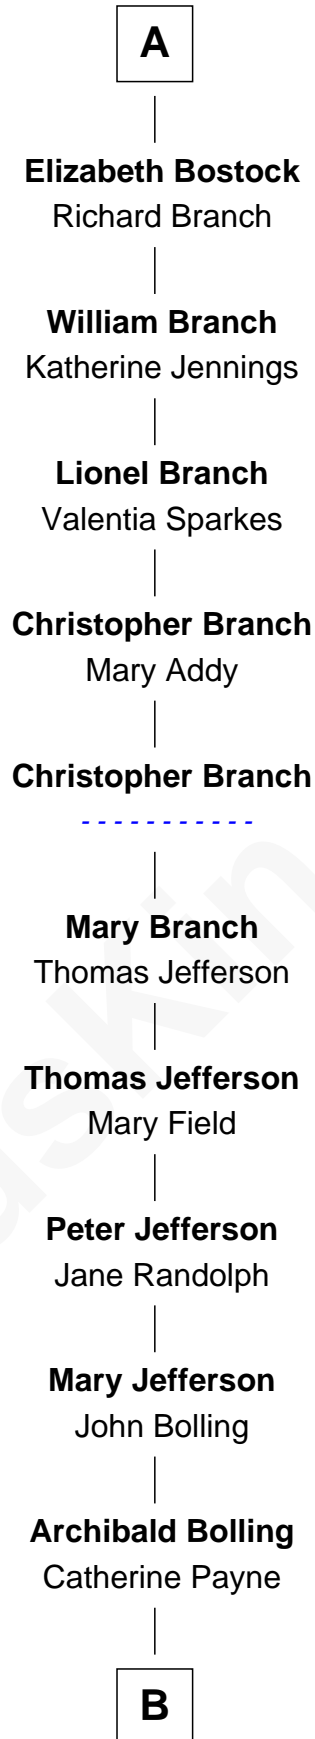 A
Elizabeth Bostock
Richard Branch
William Branch
Katherine Jennings
Lionel Branch
Valentia Sparkes
Christopher Branch
Mary Addy
Christopher Branch
- - - - - - - - - - -
Mary Branch
Thomas Jefferson
Thomas Jefferson
Mary Field
Peter Jefferson
Jane Randolph
Mary Jefferson
John Bolling
Archibald Bolling
Catherine Payne
B